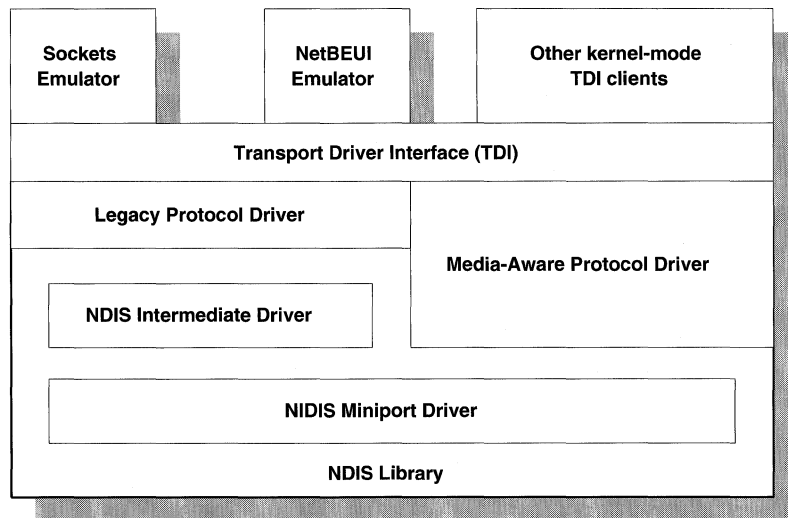 Sockets
Emulator
NetBEUI
Emulator
Other kernel-mode
TDI clients
Transport Driver Interface (TDI)
Legacy Protocol Driver
Media-Aware Protocol Driver
NDIS Intermediate Driver
NIDIS Miniport Driver
NDIS Library